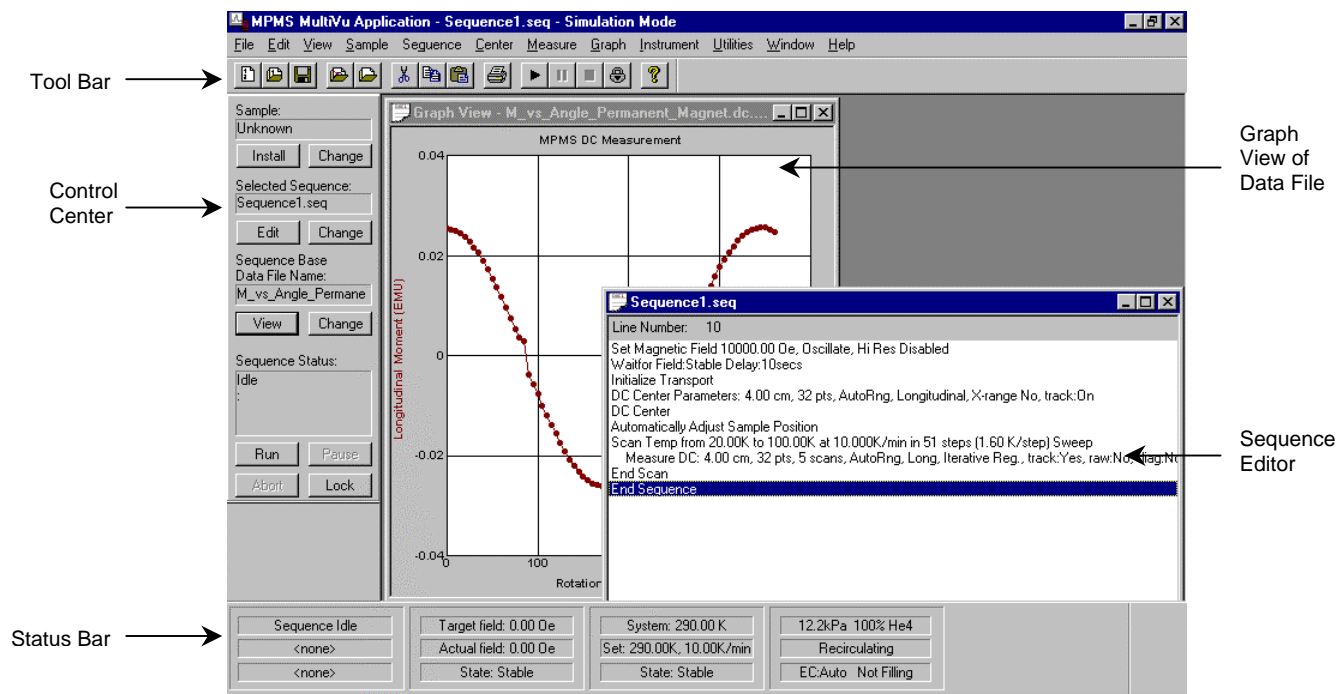 MPMS MultiVu Application - Sequence1.seq - Simulation Mode
File Edit View Sample Sequence Center Measure Graph Instrument Utilities Window Help
Tool Bar
Sample:
Unknown
Install Change
Control
Center
Selected Sequence:
Sequence1.seq
Edit Change
Sequence Base
Data File Name:
M_vs_Angle_Permane
View Change
Sequence Status:
Idle
:
Run Pause
Abort Lock
Graph View - M_vs_Angle_Permanent_Magnet.dc....
MPMS DC Measurement
0.04
0.02
0
-0.02
-0.04
Longitudinal Moment (EMU)
0
100
Rotation
Graph
View of
Data File
Sequence1.seq
Line Number: 10
Set Magnetic Field 10000.00 Oe, Oscillate, Hi Res Disabled
Waitfor Field:Stable Delay:10secs
Initialize Transport
DC Center Parameters: 4.00 cm, 32 pts, AutoRng, Longitudinal, X-range No, track:On
DC Center
Automatically Adjust Sample Position
Scan Temp from 20.00K to 100.00K at 10.000K/min in 51 steps (1.60 K/step) Sweep
Measure DC: 4.00 cm, 32 pts, 5 scans, AutoRng, Long, Iterative Reg., track:Yes, raw:No, diag:No
End Scan
End Sequence
Sequence
Editor
Status Bar
Sequence Idle
<none>
<none>
Target field: 0.00 Oe
Actual field: 0.00 Oe
State: Stable
System: 290.00 K
Set: 290.00K, 10.00K/min
State: Stable
12.2kPa 100% He4
Recirculating
EC:Auto Not Filling